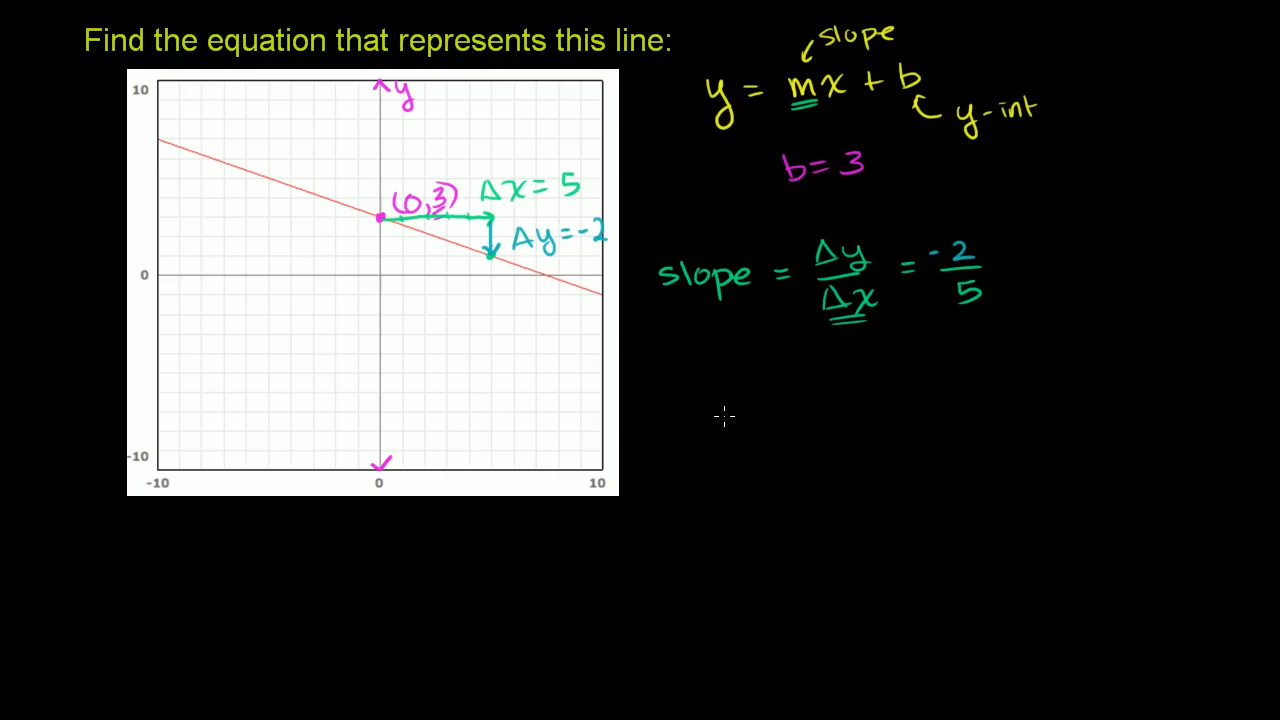 Find the equation that represents this line:
slope
y = mx + b
y-int
b = 3
10
y
(0,3)
Δx = 5
Δy = -2
0
-10
-10
0
10
slope = Δy/Δx = -2/5